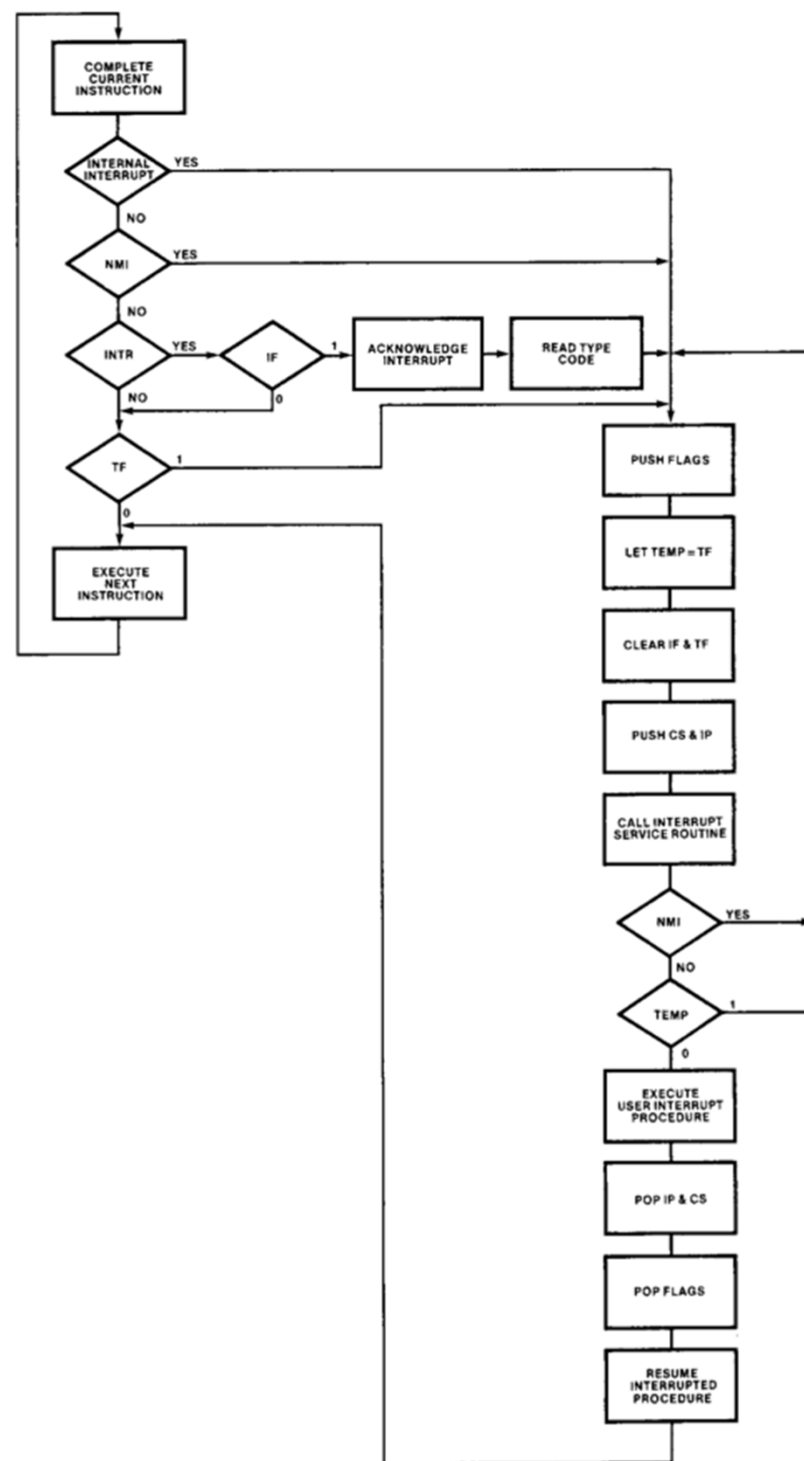 COMPLETE
CURRENT
INSTRUCTION
INTERNAL
INTERRUPT
YES
NO
NMI
YES
NO
INTR
YES
IF
1
ACKNOWLEDGE
INTERRUPT
READ TYPE
CODE
NO
0
TF
1
0
EXECUTE
NEXT
INSTRUCTION
PUSH FLAGS
LET TEMP = TF
CLEAR IF & TF
PUSH CS & IP
CALL INTERRUPT
SERVICE ROUTINE
NMI
YES
NO
TEMP
1
0
EXECUTE
USER INTERRUPT
PROCEDURE
POP IP & CS
POP FLAGS
RESUME
INTERRUPTED
PROCEDURE